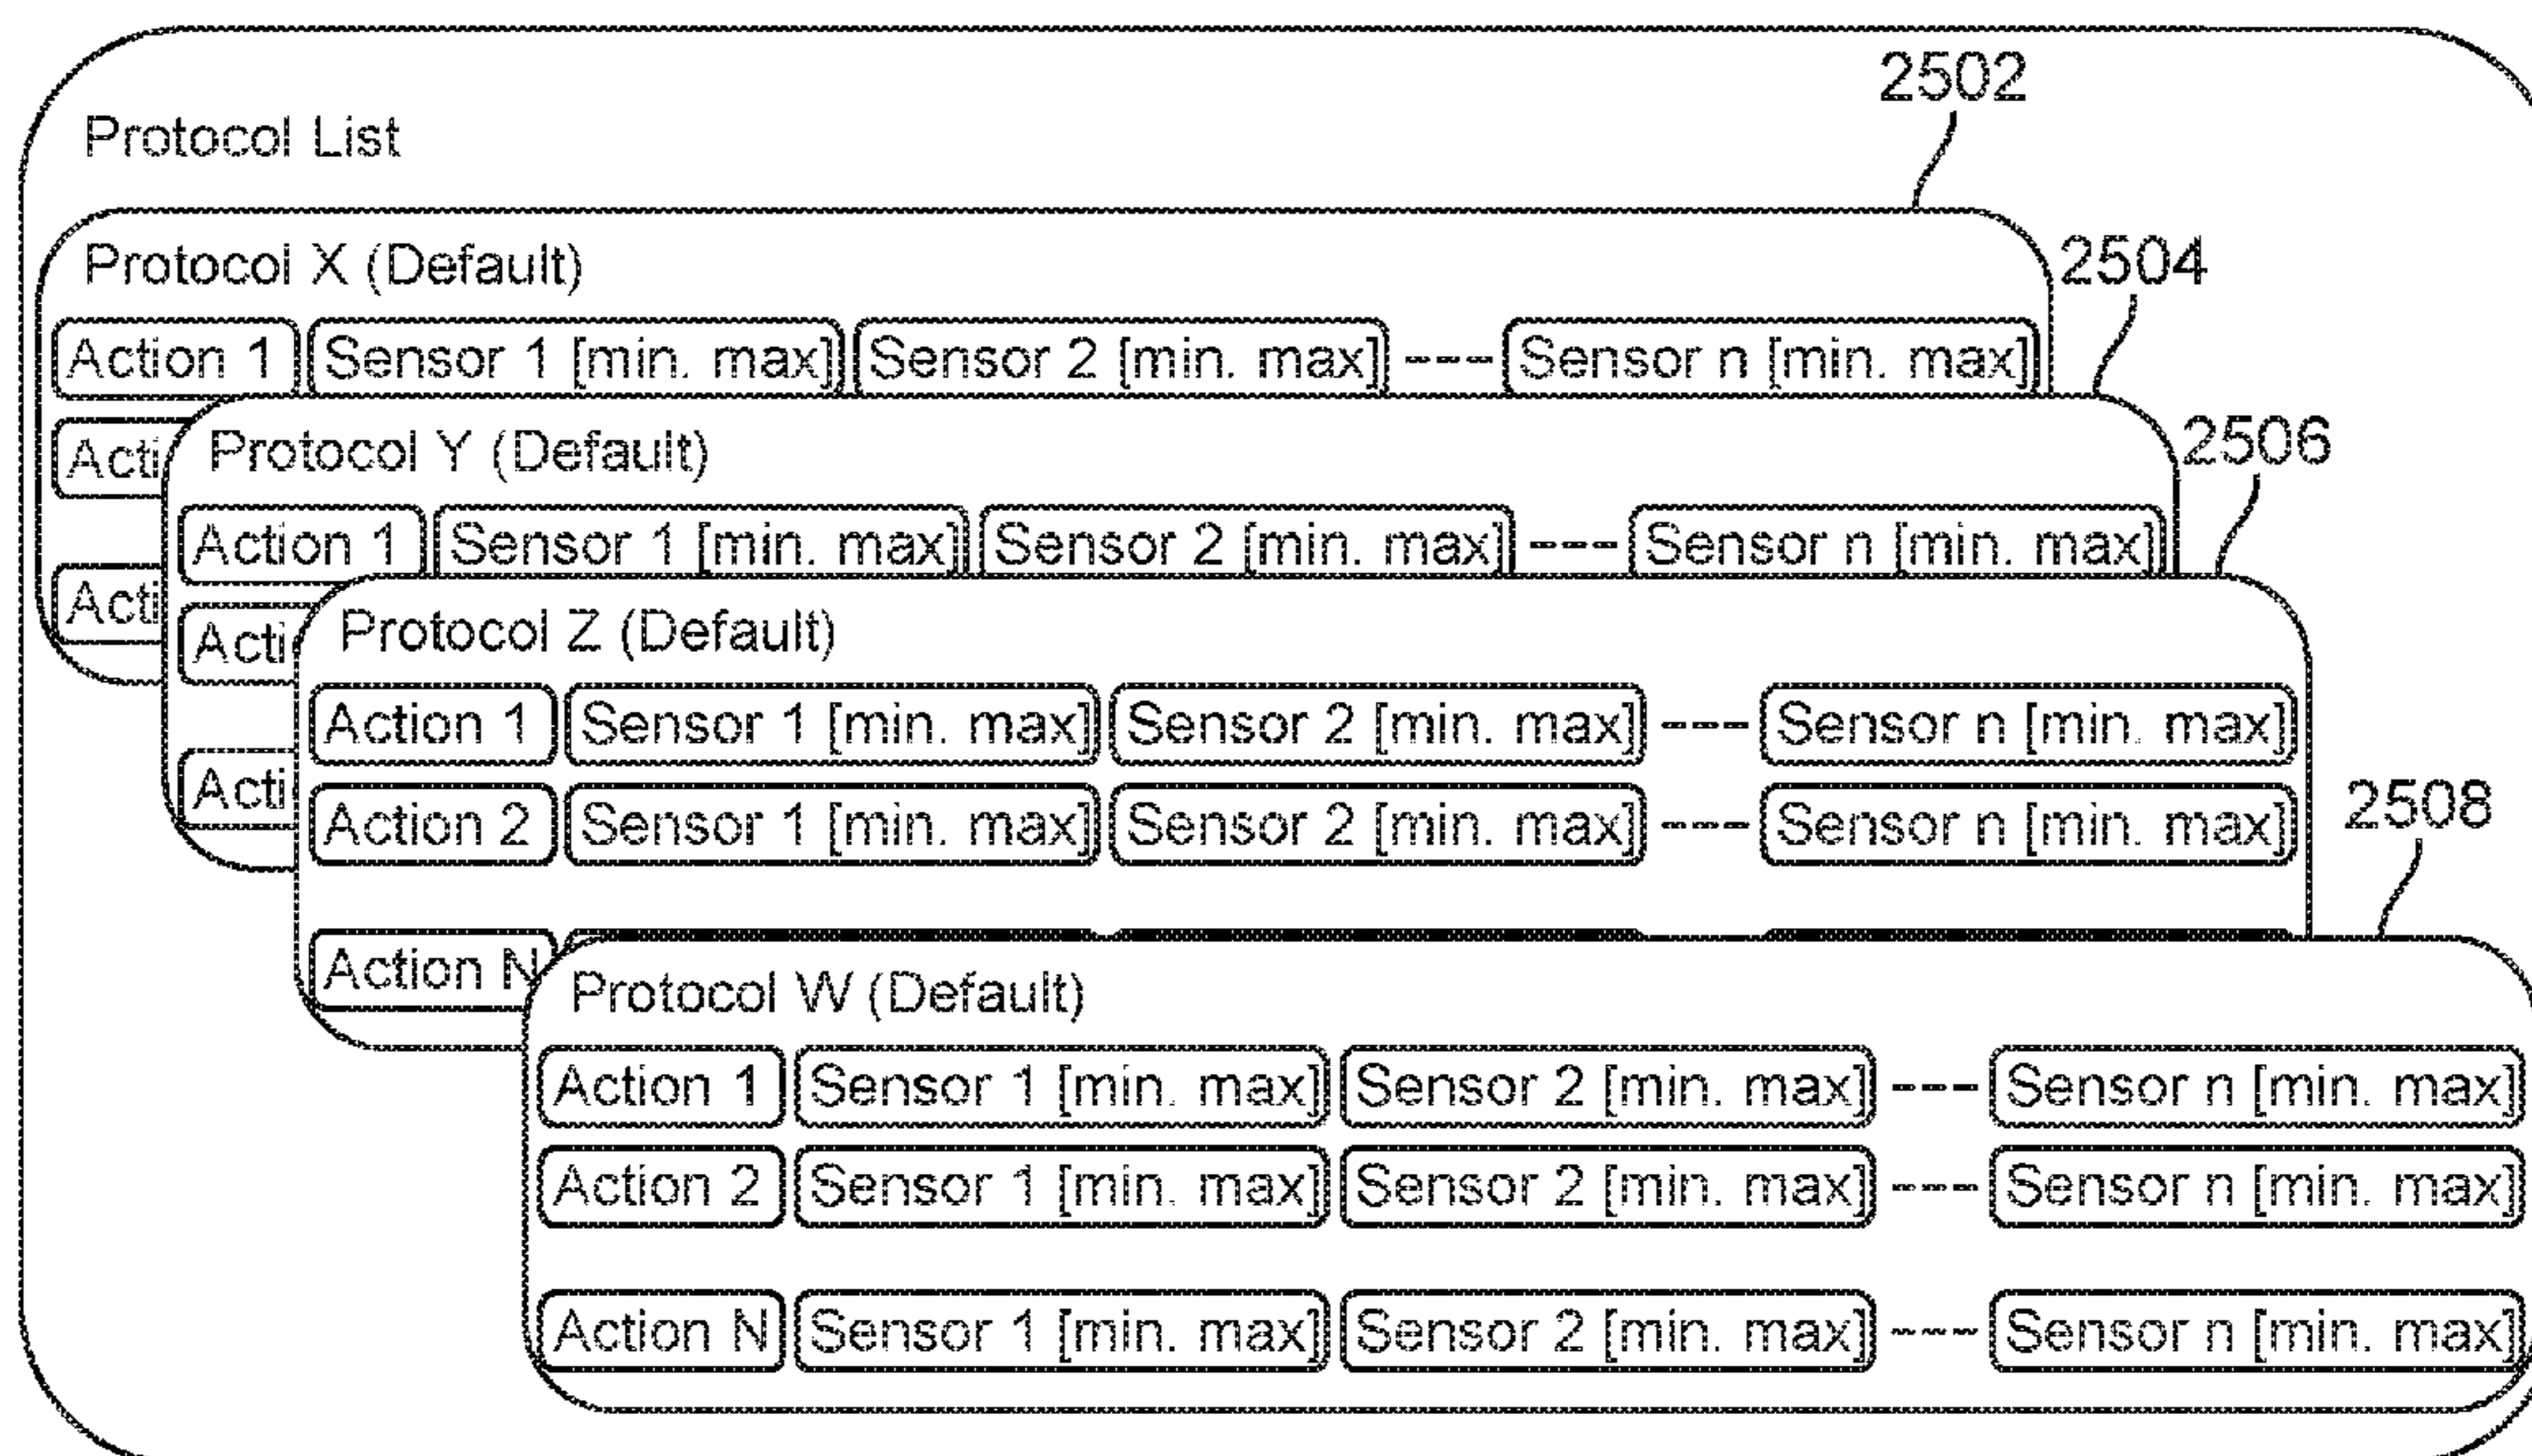 2502
Protocol List
Protocol X (Default)
2504
Action 1 Sensor 1 [min. max] Sensor 2 [min. max] --- Sensor n [min. max]
Acti
Protocol Y (Default)
2506
Action 1 Sensor 1 [min. max] Sensor 2 [min. max] --- Sensor n [min. max]
Acti
Acti
Protocol Z (Default)
Action 1 Sensor 1 [min. max] Sensor 2 [min. max] --- Sensor n [min. max]
Acti
Action 2 Sensor 1 [min. max] Sensor 2 [min. max] --- Sensor n [min. max]
2508
Action N
Protocol W (Default)
Action 1 Sensor 1 [min. max] Sensor 2 [min. max] --- Sensor n [min. max]
Action 2 Sensor 1 [min. max] Sensor 2 [min. max] --- Sensor n [min. max]
Action N Sensor 1 [min. max] Sensor 2 [min. max] --- Sensor n [min. max]